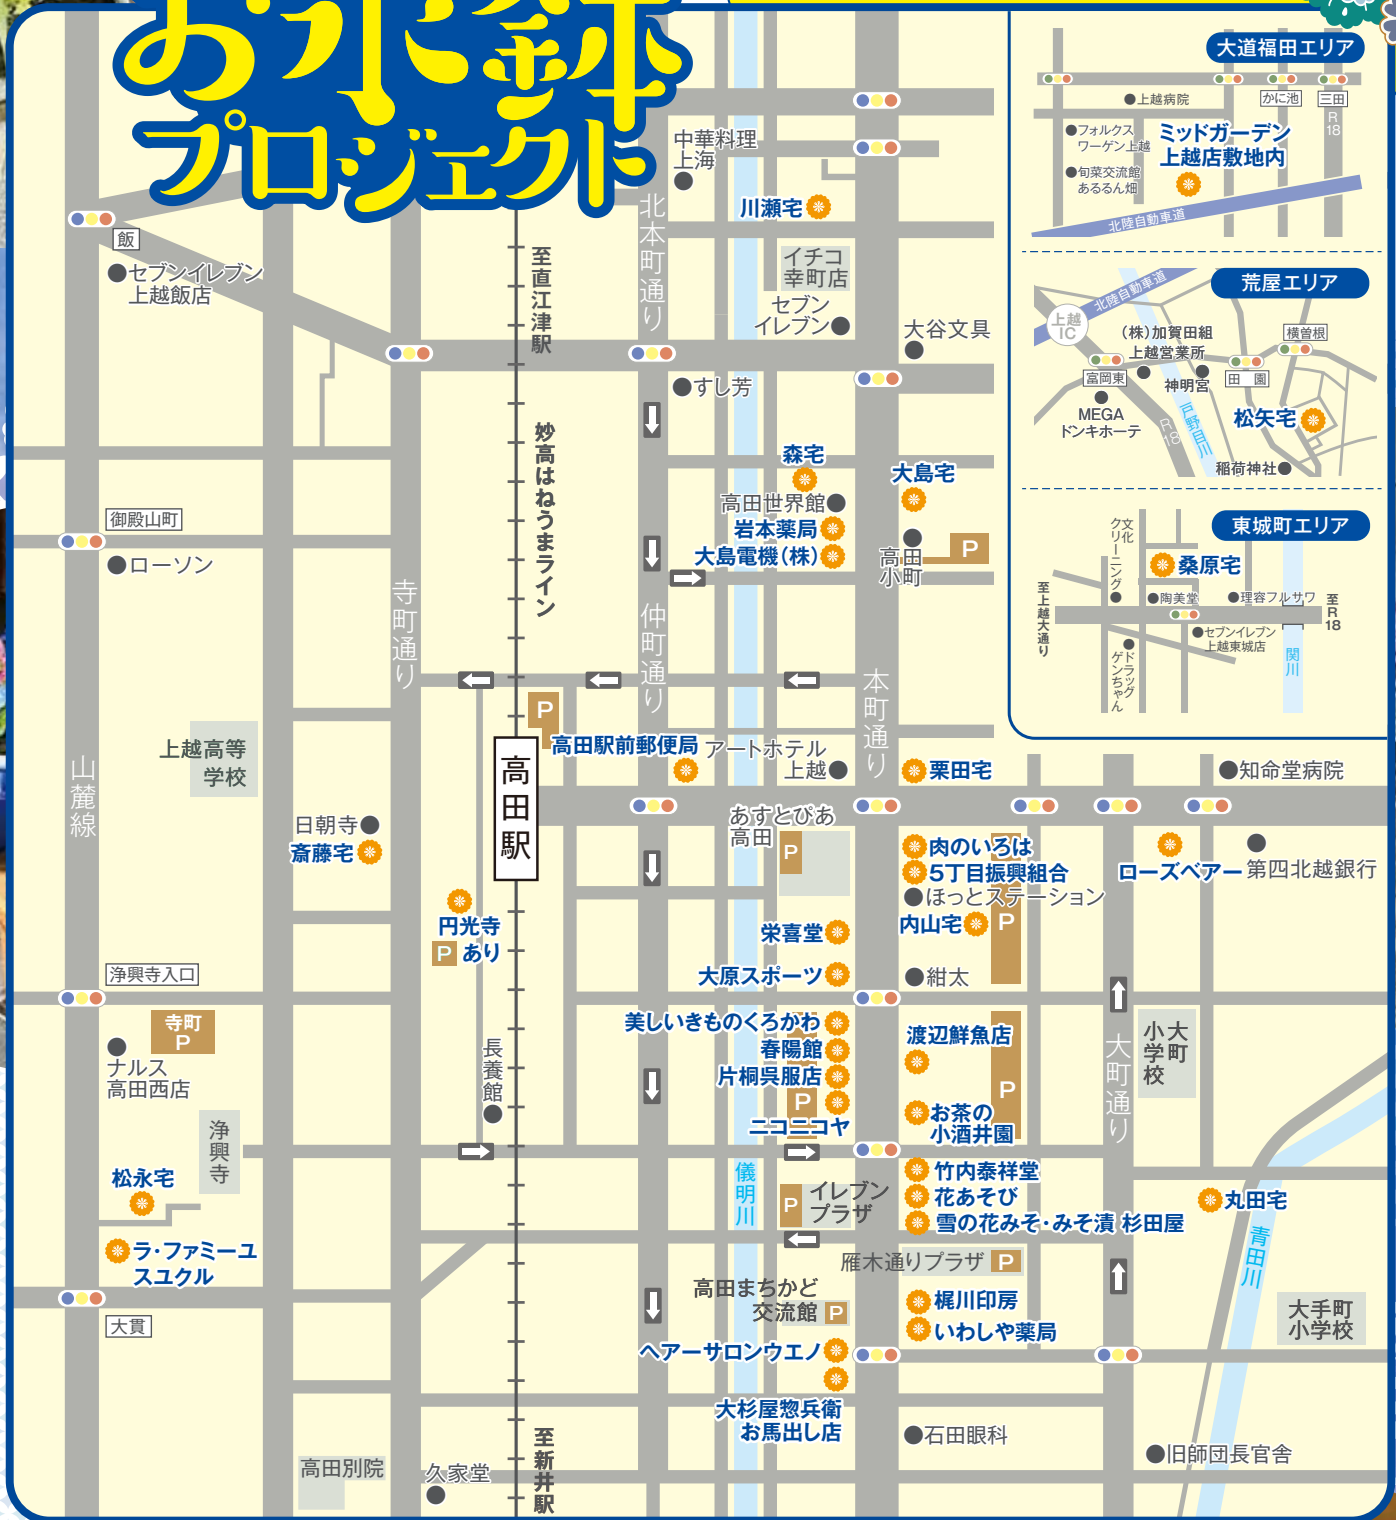 お馬出し
プロジェクト
中華料理
上海
北本町通り
川瀬宅
飯
セブンイレブン
上越飯店
至直江津駅
イチコ
幸町店
セブン
イレブン
大谷文具
すし芳
妙高はねうまライン
森宅
大島宅
高田世界館
岩本薬局
大島電機(株)
高田
小町
P
御殿山町
ローソン
寺町通り
仲町通り
本町通り
山麓線
上越高等
学校
P
高田駅前郵便局
アートホテル
上越
栗田宅
知命堂病院
高田駅
日朝寺
斎藤宅
あすとぴあ
高田
P
肉のいろは
5丁目振興組合
ほっとステーション
内山宅
P
ローズベアー
第四北越銀行
円光寺
P あり
栄喜堂
大原スポーツ
紺太
浄興寺入口
寺町
P
ナルス
高田西店
長養館
美しいきものくろかわ
春陽館
片桐呉服店
P
ニコニコヤ
渡辺鮮魚店
P
お茶の
小酒井園
大町通り
大町
小学校
浄興寺
松永宅
ラ・ファミーユ
スユクル
儀明川
P
イレブン
プラザ
竹内泰祥堂
花あそび
雪の花みそ・みそ漬 杉田屋
丸田宅
青田川
雁木通りプラザ P
高田まちかど
交流館 P
梶川印房
いわしや薬局
大手町
小学校
大貫
ヘアーサロンウエノ
大杉屋惣兵衛
お馬出し店
石田眼科
旧師団長官舎
高田別院
久家堂
至新井駅
大道福田エリア
上越病院
かに池
三田
R18
フォルクス
ワーゲン上越
ミッドガーデン
上越店敷地内
旬菜交流館
あるるん畑
北陸自動車道
荒屋エリア
北陸自動車道
上越
IC
(株)加賀田組
上越営業所
横曽根
富岡東
神明宮
田園
MEGA
ドンキホーテ
R18
戸野目川
松矢宅
稲荷神社
東城町エリア
文化
クリーニング
桑原宅
至上越大通り
陶美堂
理容フルサワ
至R18
セブンイレブン
上越東城店
ドラッグ
ゲンちゃん
関川